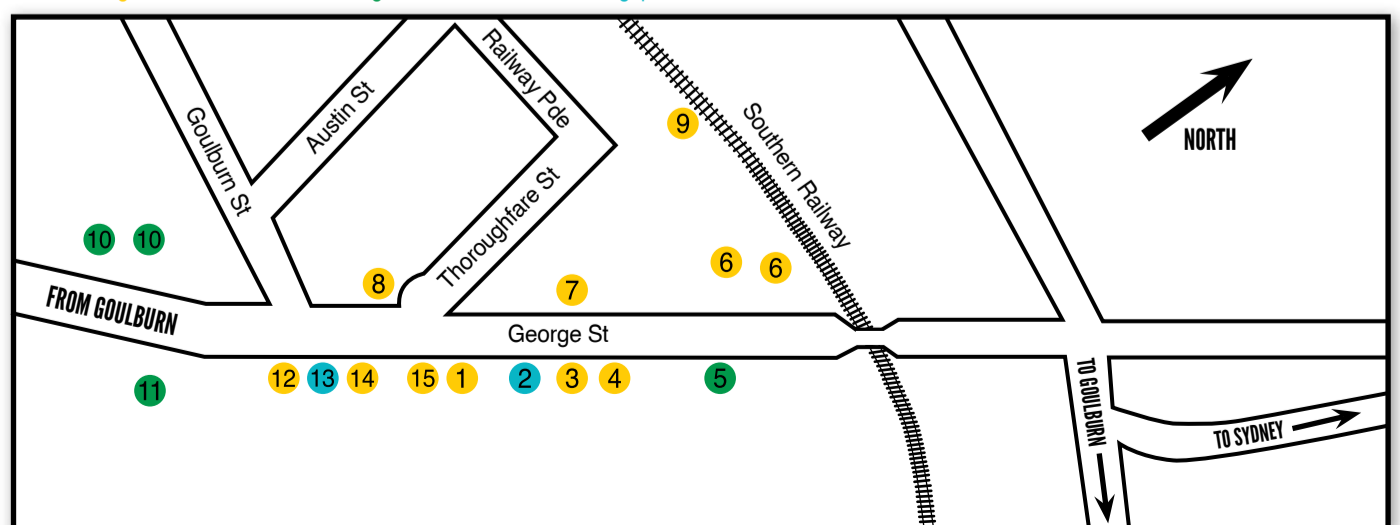 Railway Pde
Austin St
Goulburn St
9
Southern Railway
NORTH
Thoroughfare St
10
10
6
6
8
7
FROM GOULBURN
George St
12
13
14
15
1
2
3
4
5
11
TO GOULBURN
TO SYDNEY